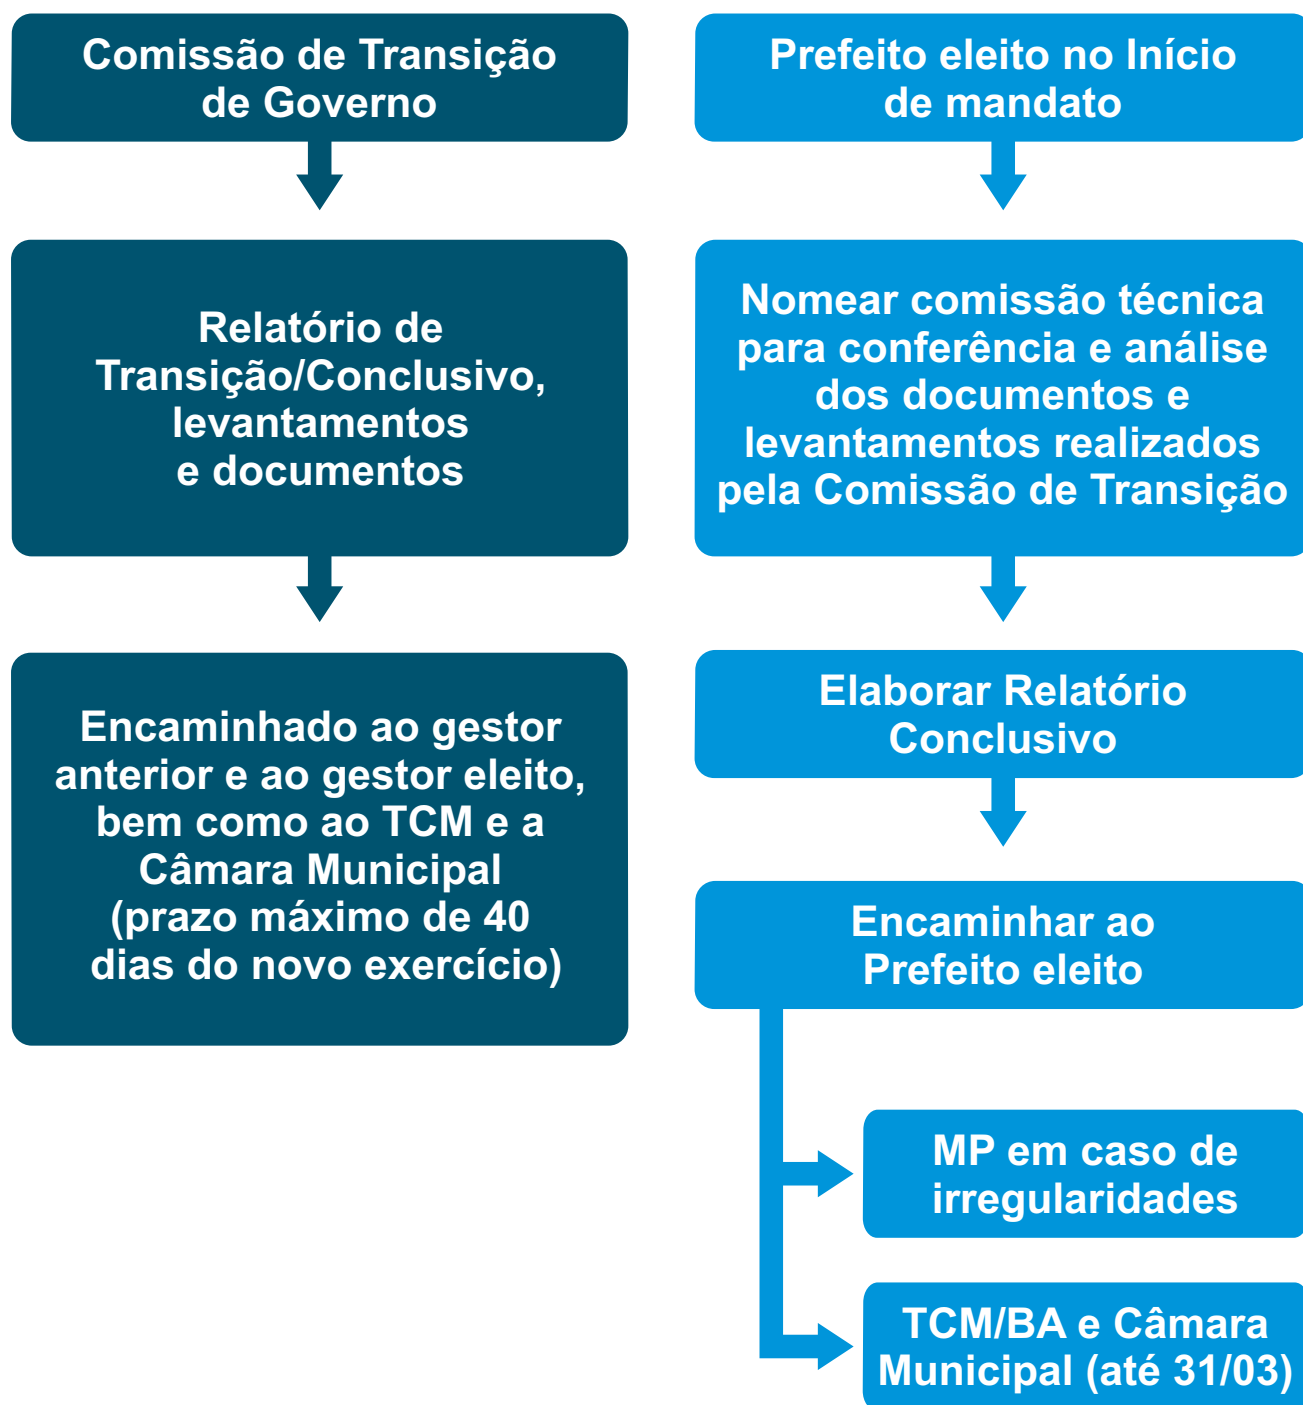 Comissão de Transição
de Governo
Relatório de
Transição/Conclusivo,
levantamentos
e documentos
Encaminhado ao gestor
anterior e ao gestor eleito,
bem como ao TCM e a
Câmara Municipal
(prazo máximo de 40
dias do novo exercício)
Prefeito eleito no Início
de mandato
Nomear comissão técnica
para conferência e análise
dos documentos e
levantamentos realizados
pela Comissão de Transição
Elaborar Relatório
Conclusivo
Encaminhar ao
Prefeito eleito
MP em caso de
irregularidades
TCM/BA e Câmara
Municipal (até 31/03)